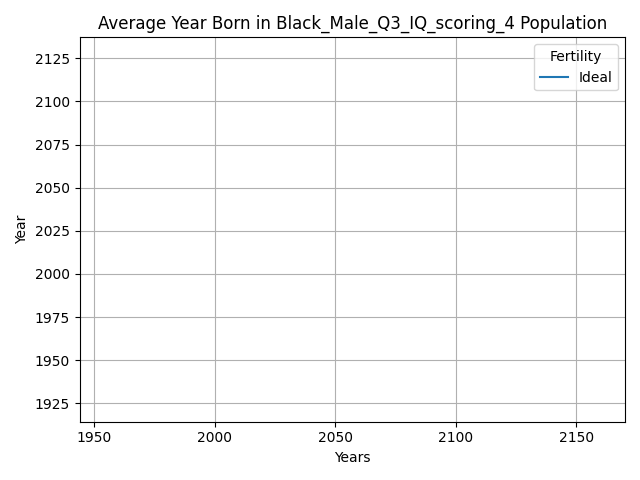 Average Year Born in Black_Male_Q3_IQ_scoring_4 Population
Fertility
Ideal
2125
2100
2075
2050
2025
2000
1975
1950
1925
Year
1950 2000 2050 2100 2150
Years